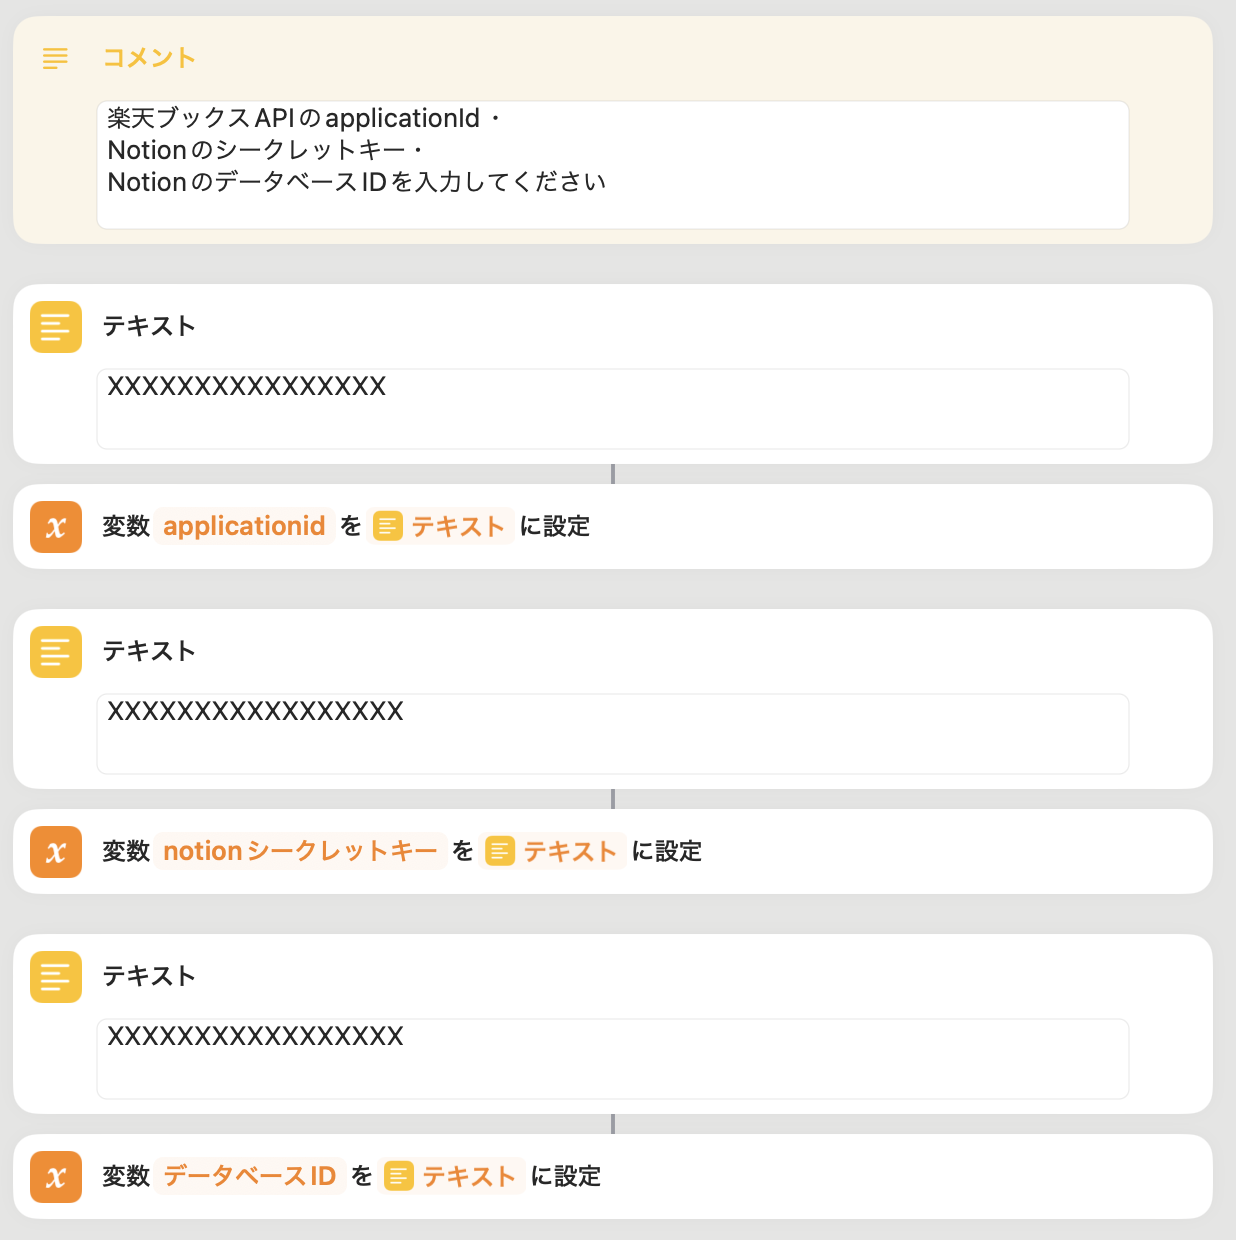 コメント
楽天ブックスAPIのapplicationId・
Notionのシークレットキー・
NotionのデータベースIDを入力してください
テキスト
XXXXXXXXXXXXXXXX
変数 applicationid を テキスト に設定
テキスト
XXXXXXXXXXXXXXXXX
変数 notionシークレットキー を テキスト に設定
テキスト
XXXXXXXXXXXXXXXXX
変数 データベースID を テキスト に設定